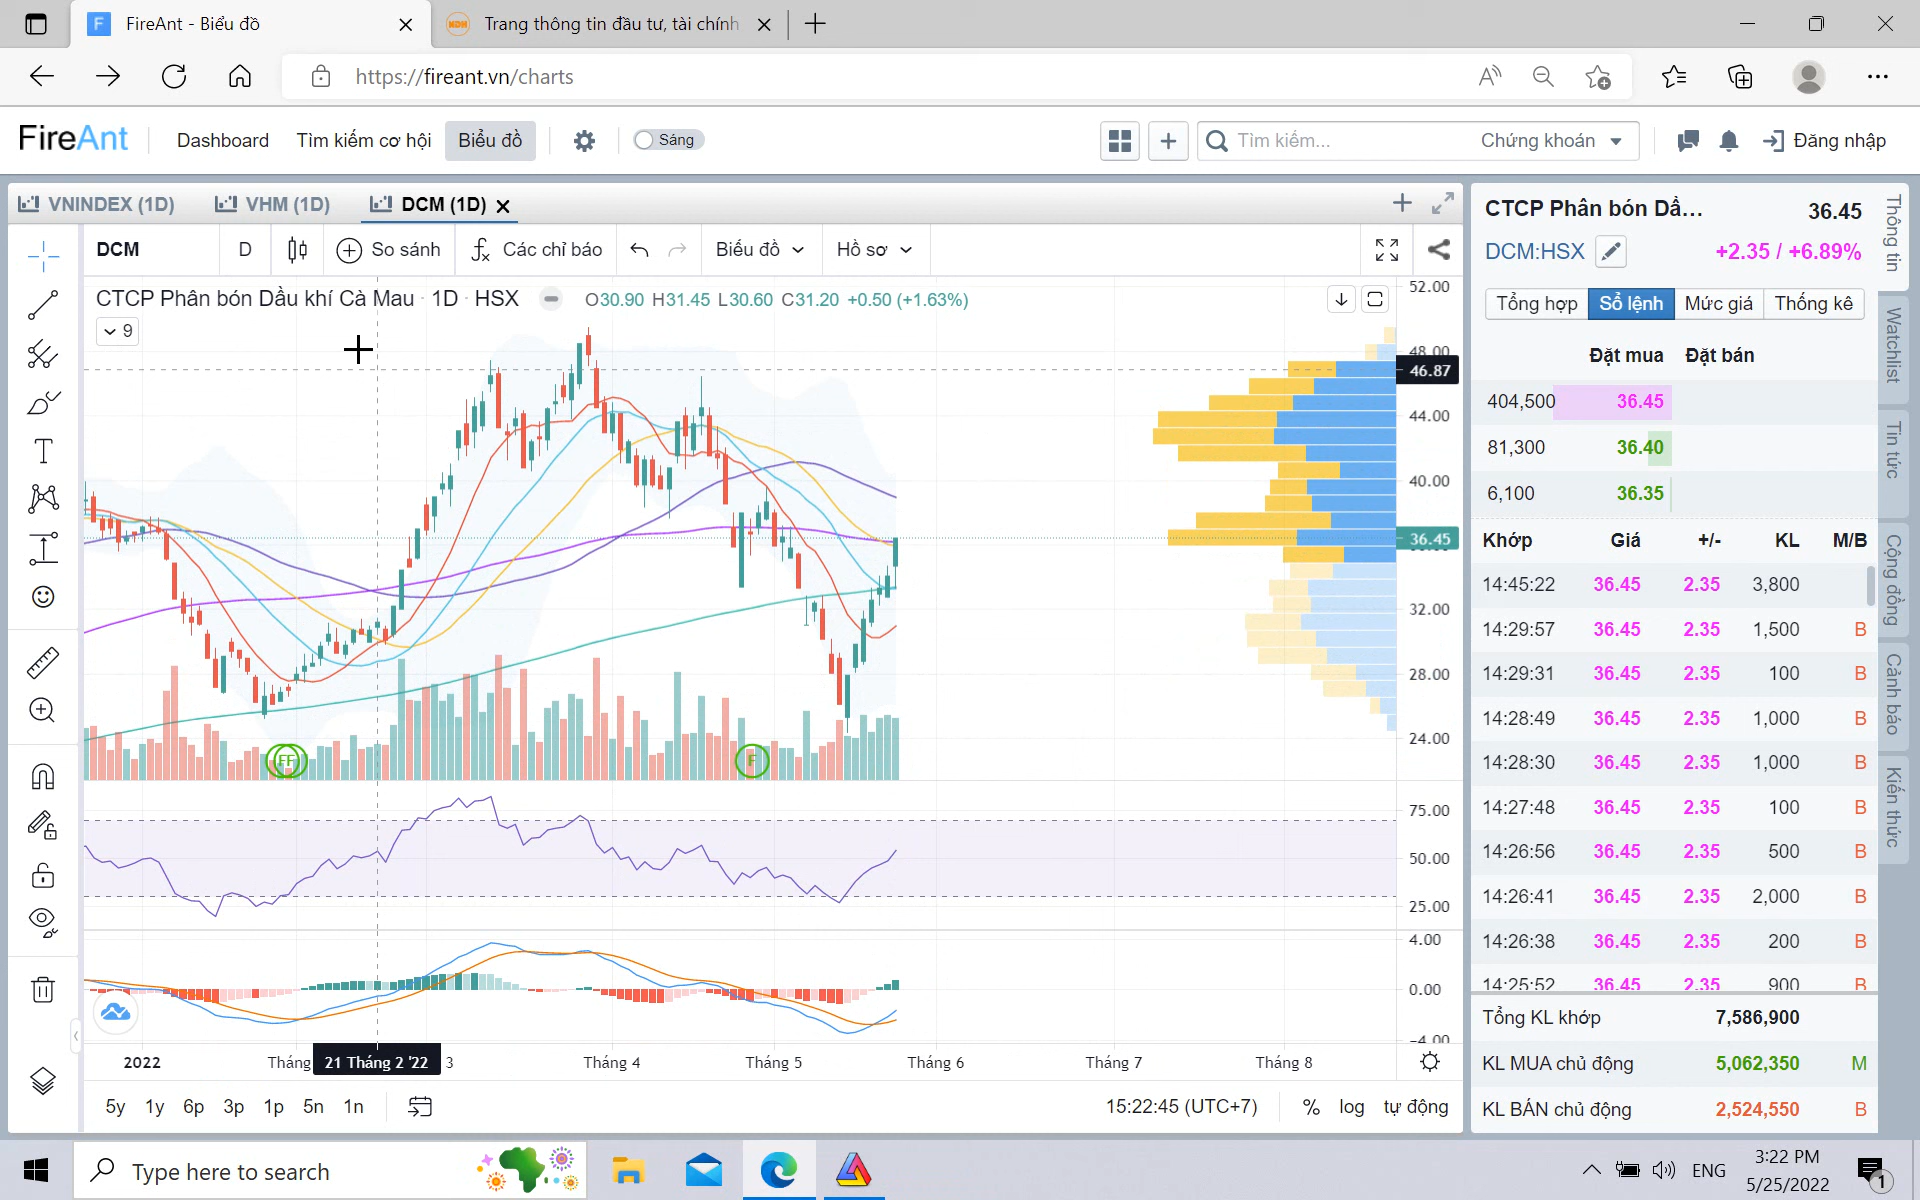 FireAnt - Biểu đồ
Trang thông tin đầu tư, tài chính
https://fireant.vn/charts
FireAnt
Dashboard
Tìm kiếm cơ hội
Biểu đồ
Sáng
Tìm kiếm...
Chứng khoán
Đăng nhập
VNINDEX (1D)
VHM (1D)
DCM (1D)
DCM
D
So sánh
Các chỉ báo
Biểu đồ
Hồ sơ
CTCP Phân bón Dầu khí Cà Mau · 1D · HSX
O30.90 H31.45 L30.60 C31.20 +0.50 (+1.63%)
9
52.00
48.00
46.87
44.00
40.00
36.45
32.00
28.00
24.00
FF
F
75.00
50.00
25.00
4.00
0.00
-4.00
2022
Tháng
21 Tháng 2 '22
3
Tháng 4
Tháng 5
Tháng 6
Tháng 7
Tháng 8
5y 1y 6p 3p 1p 5n 1n
15:22:45 (UTC+7)
% log tự động
CTCP Phân bón Dầ...
36.45
DCM:HSX
+2.35 / +6.89%
Tổng hợp
Sổ lệnh
Mức giá
Thống kê
Đặt mua Đặt bán
404,500 36.45
81,300 36.40
6,100 36.35
Khớp Giá +/- KL M/B
14:45:22 36.45 2.35 3,800
14:29:57 36.45 2.35 1,500 B
14:29:31 36.45 2.35 100 B
14:28:49 36.45 2.35 1,000 B
14:28:30 36.45 2.35 1,000 B
14:27:48 36.45 2.35 100 B
14:26:56 36.45 2.35 500 B
14:26:41 36.45 2.35 2,000 B
14:26:38 36.45 2.35 200 B
14:25:52 36.45 2.35 900 B
Tổng KL khớp 7,586,900
KL MUA chủ động 5,062,350 M
KL BÁN chủ động 2,524,550 B
Thông tin
Watchlist
Tin tức
Cộng đồng
Cảnh báo
Kiến thức
Type here to search
ENG
3:22 PM
5/25/2022
1